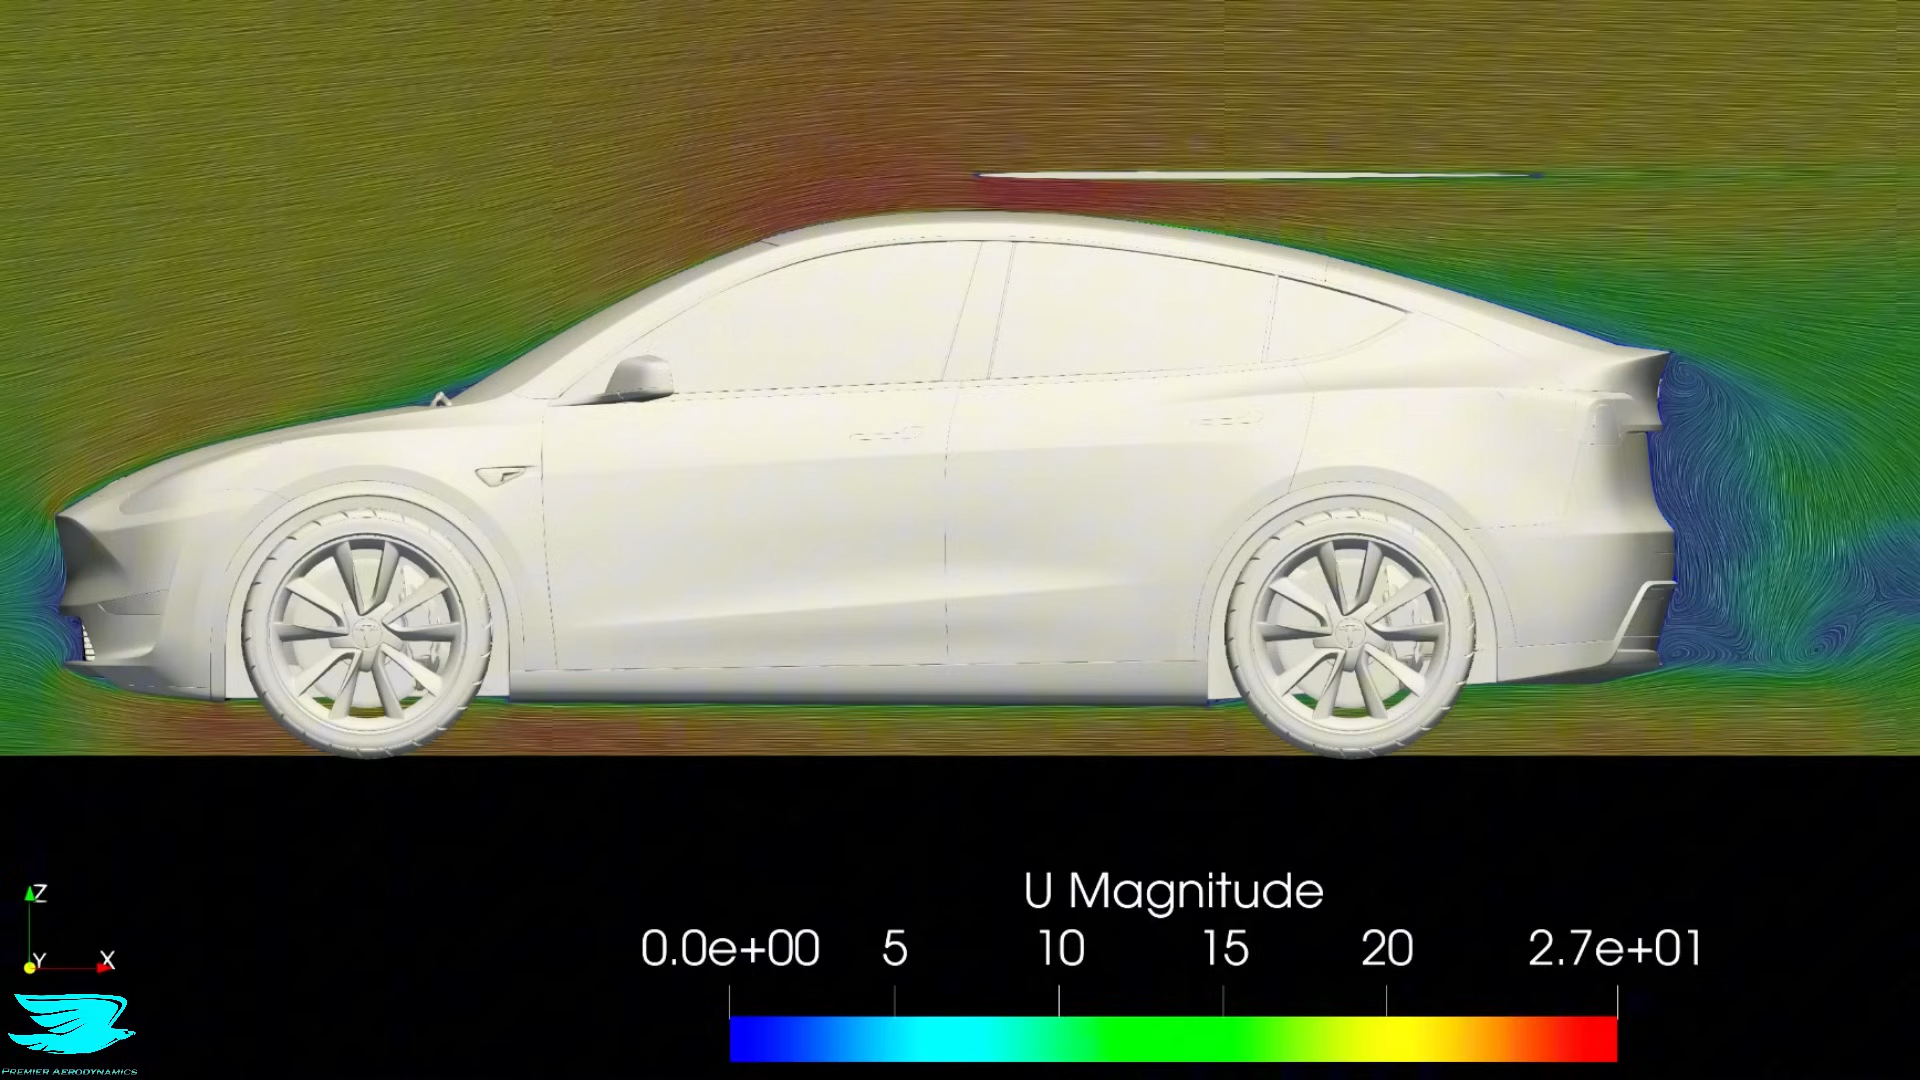 U Magnitude
0.0e+00 5 10 15 20 2.7e+01
Z
Y X
PREMIER AERODYNAMICS